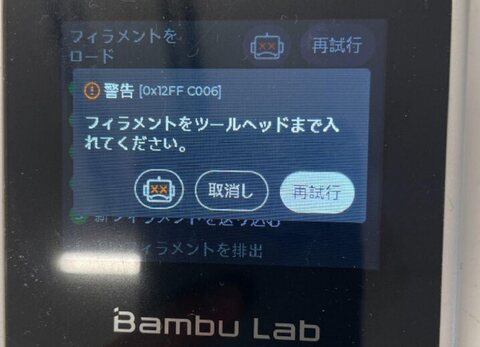 フィラメントを
ロード
再試行
警告 [0x12FF C006]
フィラメントをツールヘッドまで入
れてください。
取消し
再試行
新フィラメントを送り込む
フィラメントを排出
Bambu Lab